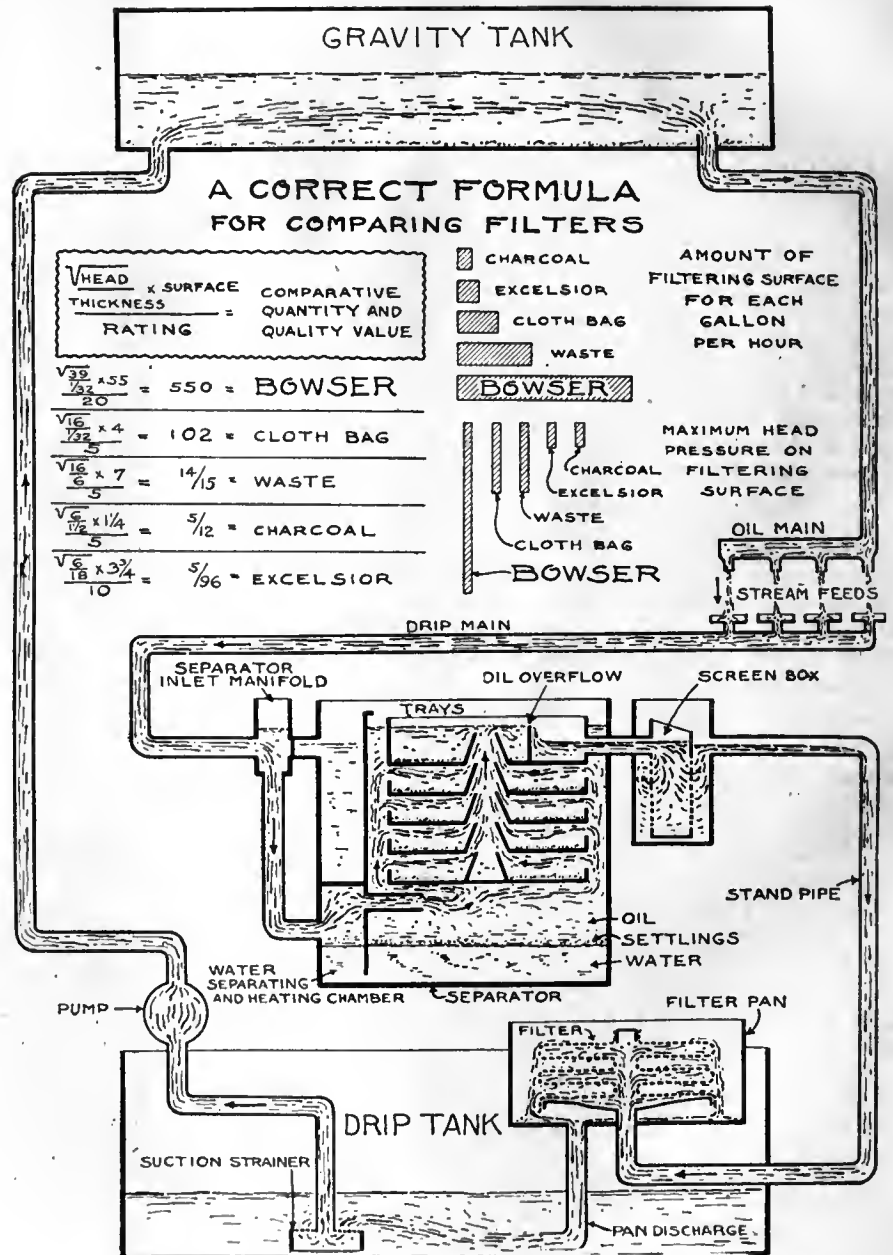 GRAVITY TANK
A CORRECT FORMULA
FOR COMPARING FILTERS
√HEAD
THICKNESS × SURFACE
RATING
= COMPARATIVE
QUANTITY AND
QUALITY VALUE
√39
1/32 × 55
20
= 550 = BOWSER
√16
1/32 × 4
5
= 102 = CLOTH BAG
√16
6 × 7
5
= 14/15 = WASTE
√6
1/2 × 1 1/4
5
= 5/12 = CHARCOAL
√6
18 × 3 3/4
10
= 5/96 = EXCELSIOR
CHARCOAL
EXCELSIOR
CLOTH BAG
WASTE
BOWSER
AMOUNT OF
FILTERING SURFACE
FOR EACH
GALLON
PER HOUR
CHARCOAL
EXCELSIOR
WASTE
CLOTH BAG
BOWSER
MAXIMUM HEAD
PRESSURE ON
FILTERING
SURFACE
OIL MAIN
STREAM FEEDS
DRIP MAIN
SEPARATOR
INLET MANIFOLD
TRAYS
OIL OVERFLOW
SCREEN BOX
STAND PIPE
OIL
SETTLINGS
WATER
WATER
SEPARATING
AND HEATING CHAMBER
SEPARATOR
PUMP
FILTER PAN
FILTER
DRIP TANK
SUCTION STRAINER
PAN DISCHARGE